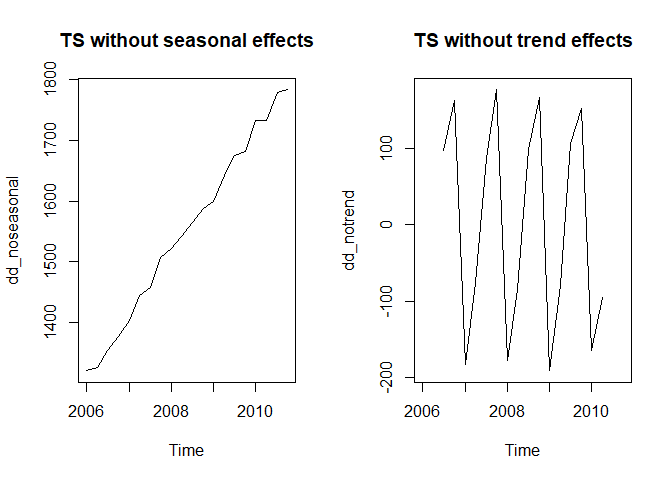 TS without seasonal effects
dd_noseasonal
1800
1700
1600
1500
1400
2006
2008
2010
Time
TS without trend effects
dd_notrend
100
0
-100
-200
2006
2008
2010
Time